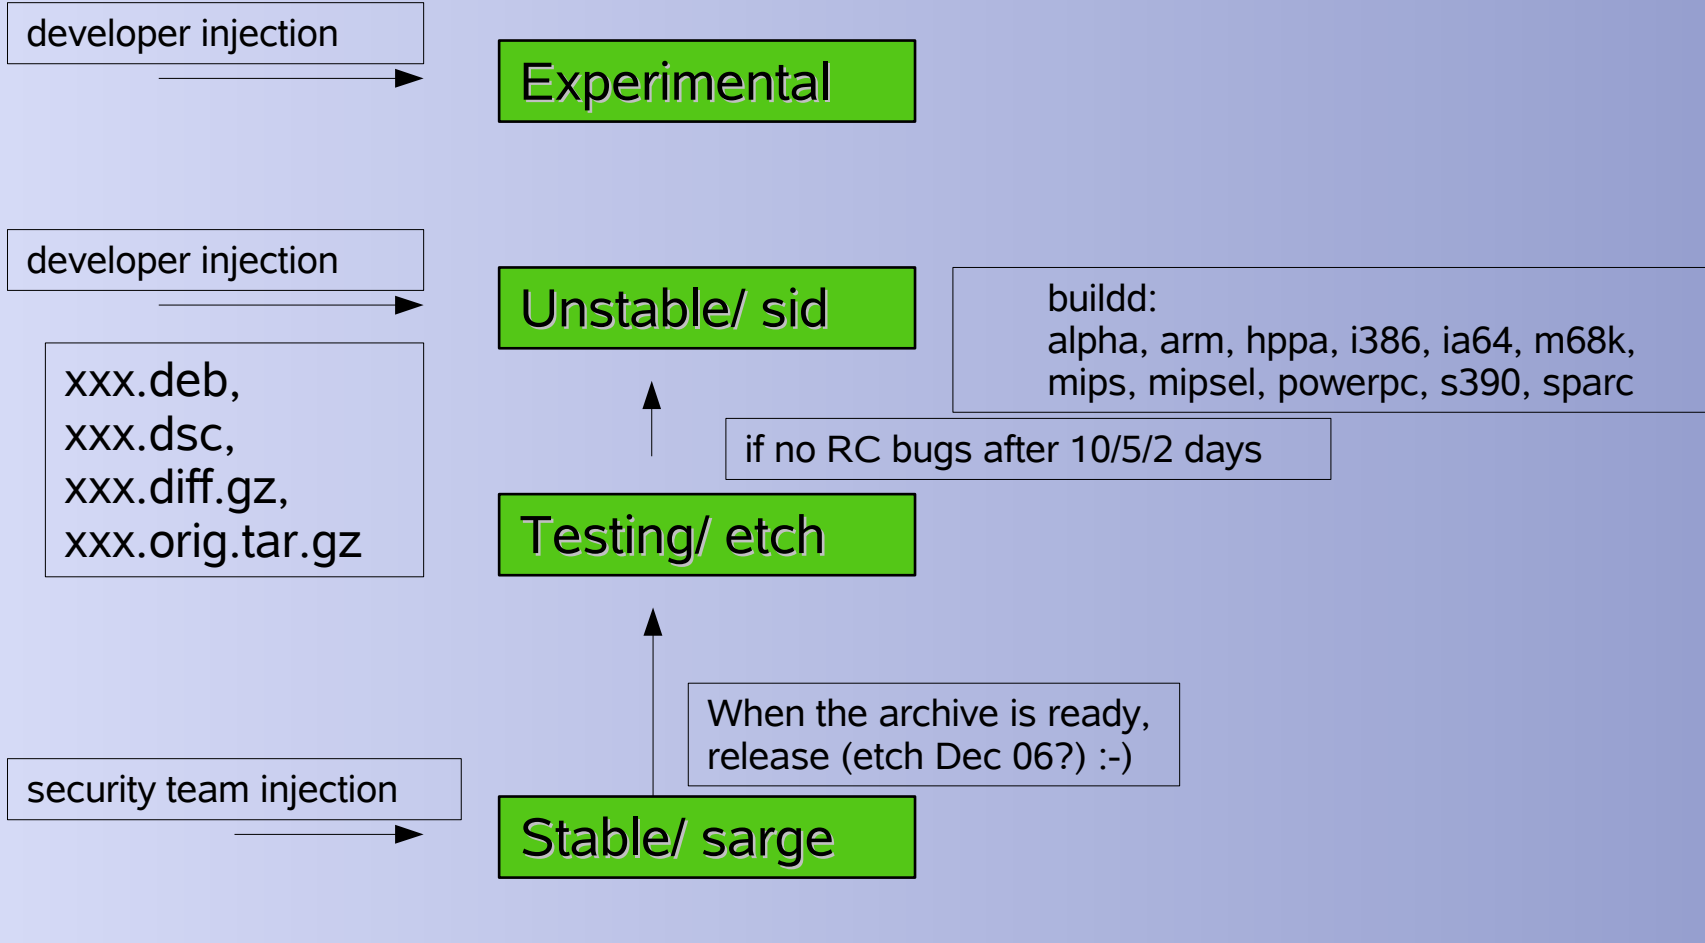 developer injection
Experimental
developer injection
Unstable/ sid
buildd:
alpha, arm, hppa, i386, ia64, m68k,
mips, mipsel, powerpc, s390, sparc
xxx.deb,
xxx.dsc,
xxx.diff.gz,
xxx.orig.tar.gz
if no RC bugs after 10/5/2 days
Testing/ etch
When the archive is ready,
release (etch Dec 06?) :-)
security team injection
Stable/ sarge